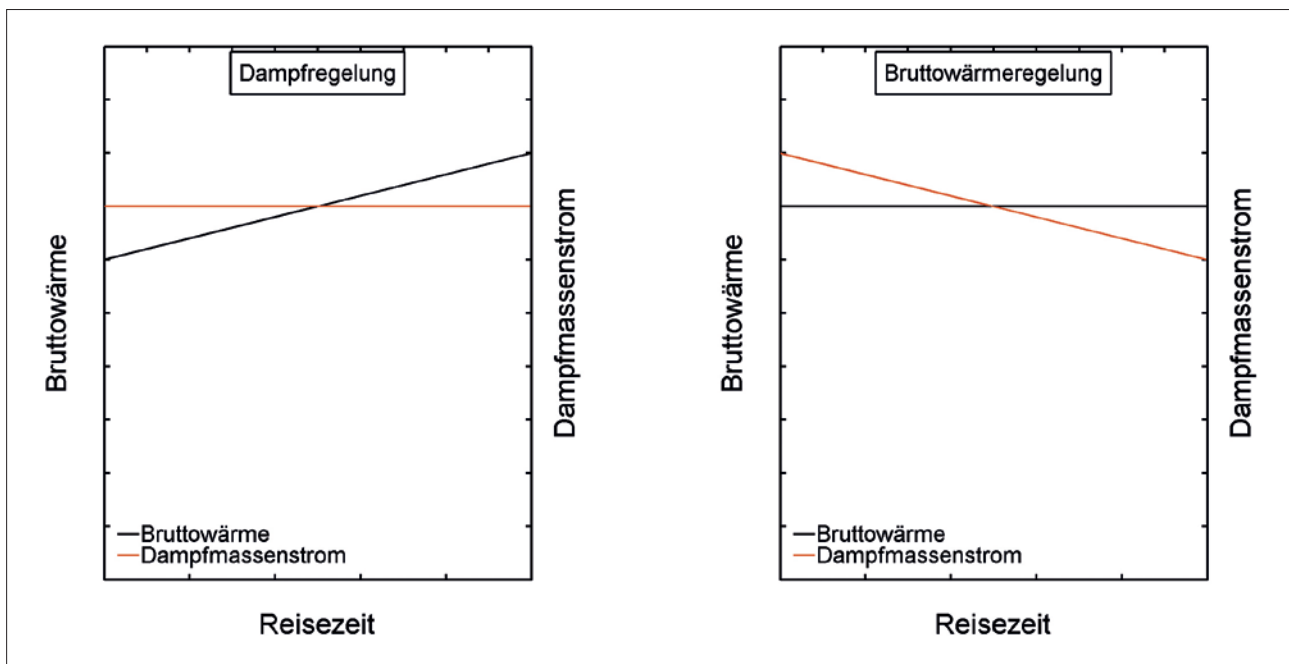 Dampfregelung
Bruttowärme
Dampfmassenstrom
Bruttowärme
Dampfmassenstrom
Reisezeit
Bruttowärmeregelung
Bruttowärme
Dampfmassenstrom
Bruttowärme
Dampfmassenstrom
Reisezeit